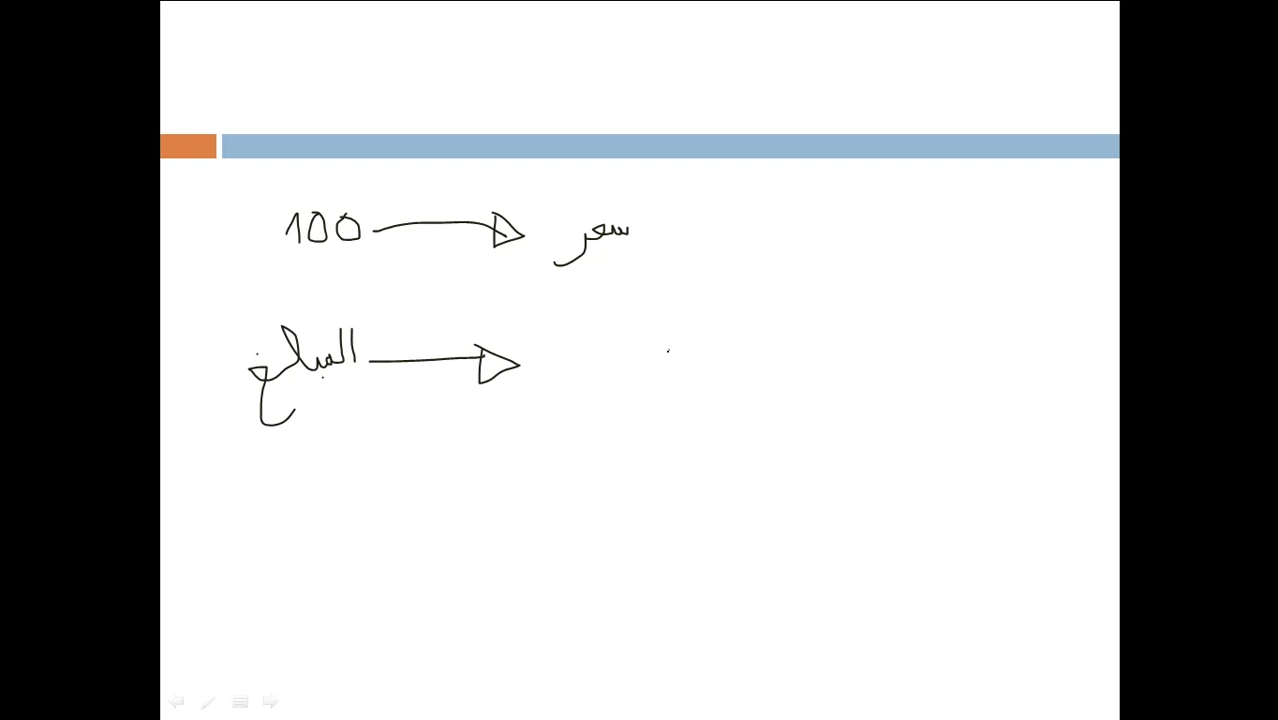 100 → سعر
المبلغ →